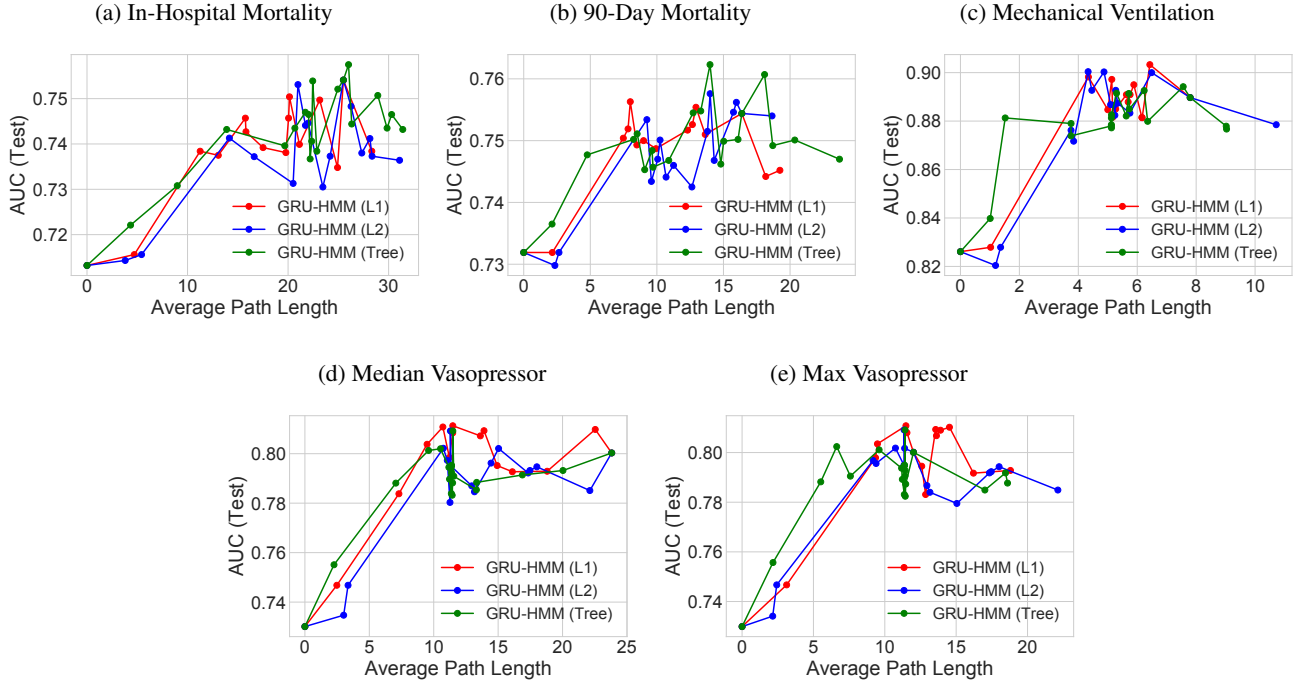 (a) In-Hospital Mortality
0.75
0.74
0.73
0.72
AUC (Test)
GRU-HMM (L1)
GRU-HMM (L2)
GRU-HMM (Tree)
0 10 20 30
Average Path Length
(b) 90-Day Mortality
0.76
0.75
0.74
0.73
AUC (Test)
GRU-HMM (L1)
GRU-HMM (L2)
GRU-HMM (Tree)
0 5 10 15 20
Average Path Length
(c) Mechanical Ventilation
0.90
0.88
0.86
0.84
0.82
AUC (Test)
GRU-HMM (L1)
GRU-HMM (L2)
GRU-HMM (Tree)
0 2 4 6 8 10
Average Path Length
(d) Median Vasopressor
0.80
0.78
0.76
0.74
AUC (Test)
GRU-HMM (L1)
GRU-HMM (L2)
GRU-HMM (Tree)
0 5 10 15 20 25
Average Path Length
(e) Max Vasopressor
0.80
0.78
0.76
0.74
AUC (Test)
GRU-HMM (L1)
GRU-HMM (L2)
GRU-HMM (Tree)
0 5 10 15 20
Average Path Length